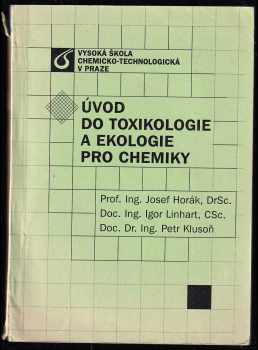 VYSOKÁ ŠKOLA
CHEMICKO-TECHNOLOGICKÁ
V PRAZE
ÚVOD
DO TOXIKOLOGIE
A EKOLOGIE
PRO CHEMIKY
Prof. Ing. Josef Horák, DrSc.
Doc. Ing. Igor Linhart, CSc.
Doc. Dr. Ing. Petr Klusoň